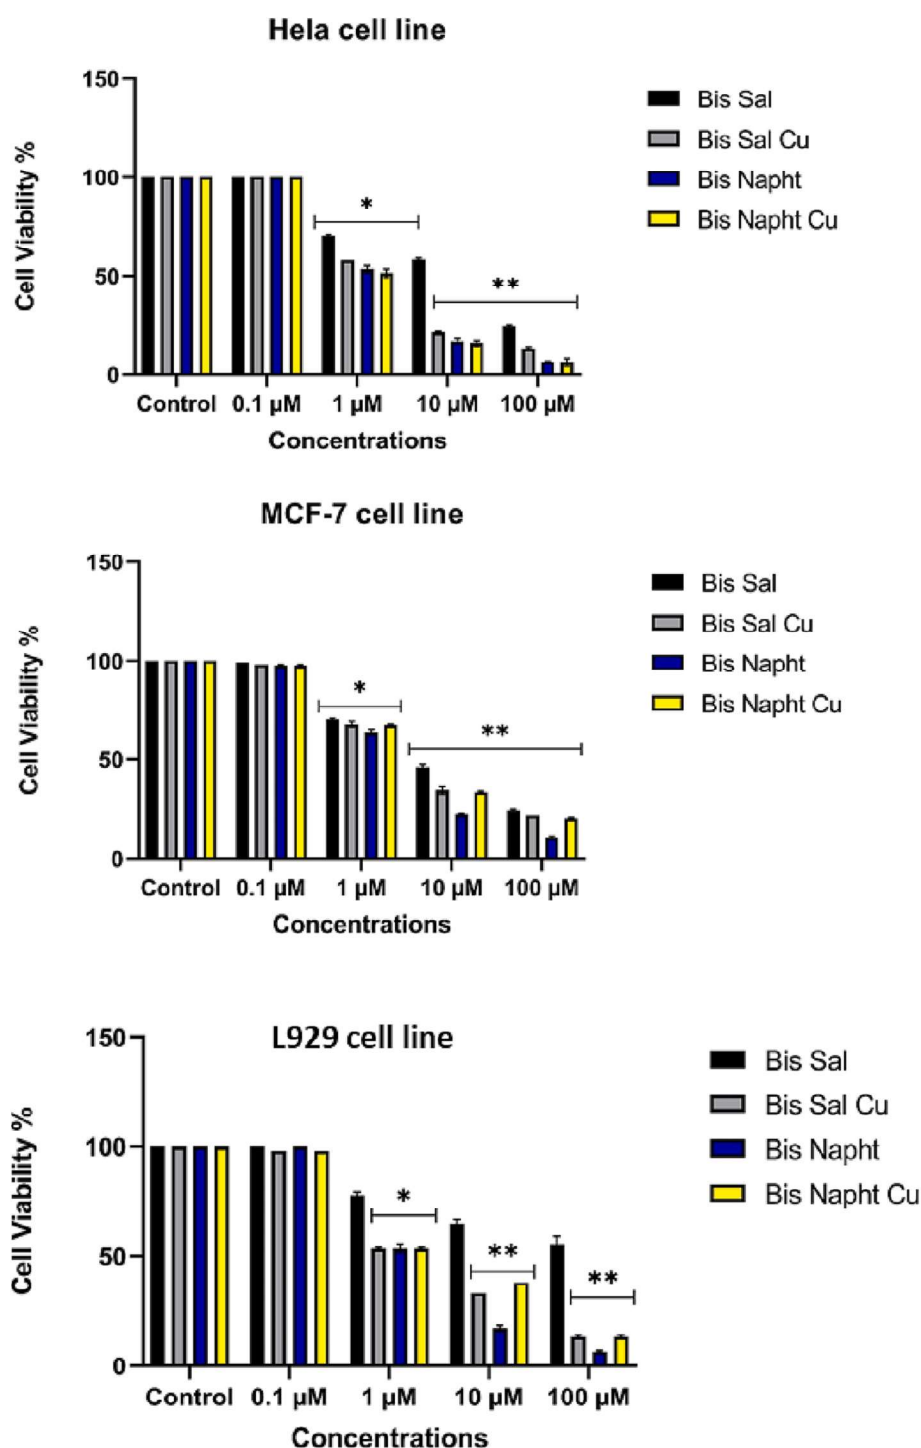 Hela cell line
150
100
50
0
Cell Viability %
*
**
Control 0.1 µM 1 µM 10 µM 100 µM
Concentrations
Bis Sal
Bis Sal Cu
Bis Napht
Bis Napht Cu
MCF-7 cell line
150
100
50
0
Cell Viability %
*
**
Control 0.1 µM 1 µM 10 µM 100 µM
Concentrations
Bis Sal
Bis Sal Cu
Bis Napht
Bis Napht Cu
L929 cell line
150
100
50
0
Cell Viability %
*
**
**
Control 0.1 µM 1 µM 10 µM 100 µM
Concentrations
Bis Sal
Bis Sal Cu
Bis Napht
Bis Napht Cu